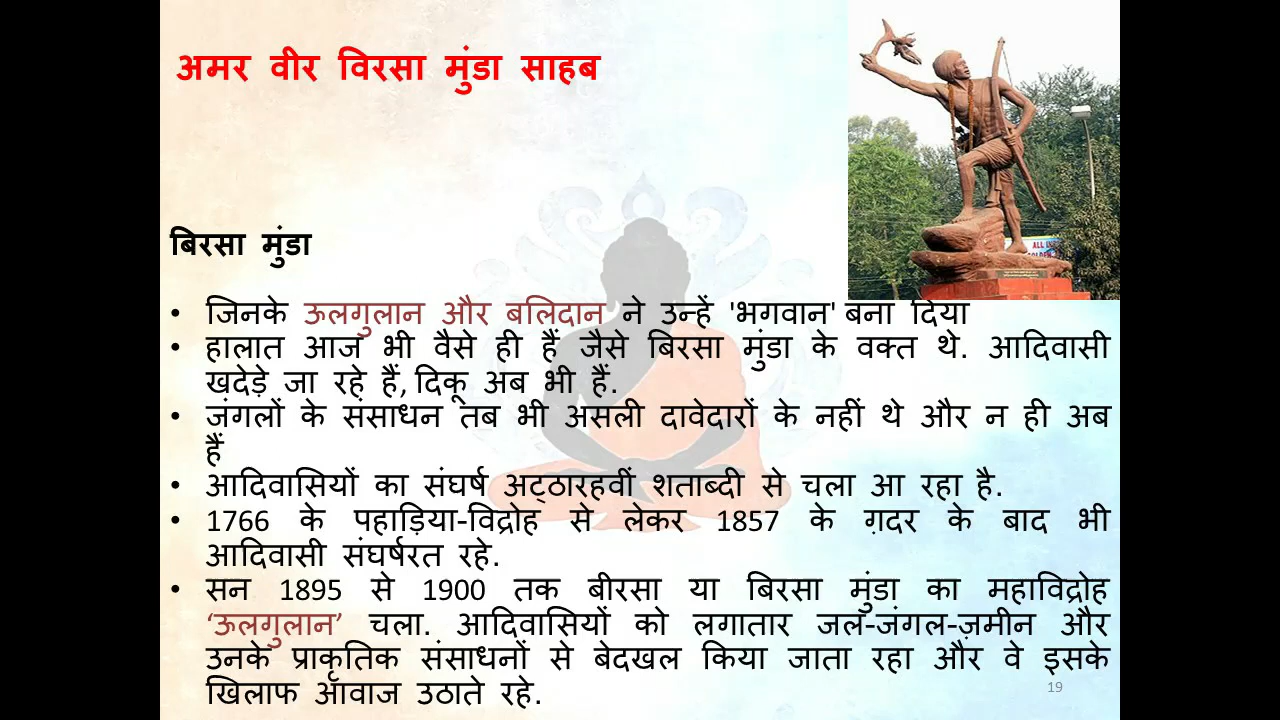 अमर वीर विरसा मुंडा साहब
बिरसा मुंडा
• जिनके ऊलगुलान और बलिदान ने उन्हें 'भगवान' बना दिया
• हालात आज भी वैसे ही हैं जैसे बिरसा मुंडा के वक्त थे. आदिवासी
खदेड़े जा रहे हैं, दिकू अब भी हैं.
• जंगलों के संसाधन तब भी असली दावेदारों के नहीं थे और न ही अब
हैं
• आदिवासियों का संघर्ष अट्ठारहवीं शताब्दी से चला आ रहा है.
• 1766 के पहाड़िया-विद्रोह से लेकर 1857 के ग़दर के बाद भी
आदिवासी संघर्षरत रहे.
• सन 1895 से 1900 तक बीरसा या बिरसा मुंडा का महाविद्रोह
‘ऊलगुलान’ चला. आदिवासियों को लगातार जल-जंगल-ज़मीन और
उनके प्राकृतिक संसाधनों से बेदखल किया जाता रहा और वे इसके
खिलाफ आवाज उठाते रहे.
19